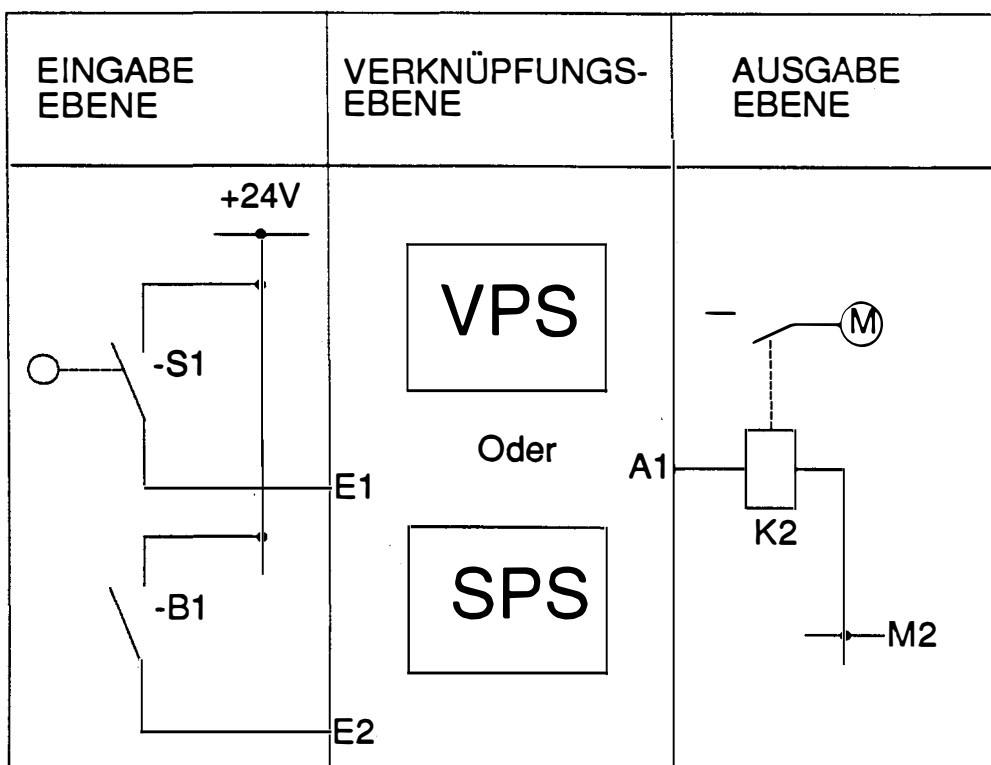 EINGABE
EBENE
VERKNÜPFUNGS-
EBENE
AUSGABE
EBENE
+24V
-S1
E1
-B1
E2
VPS
Oder
SPS
M
A1
K2
M2